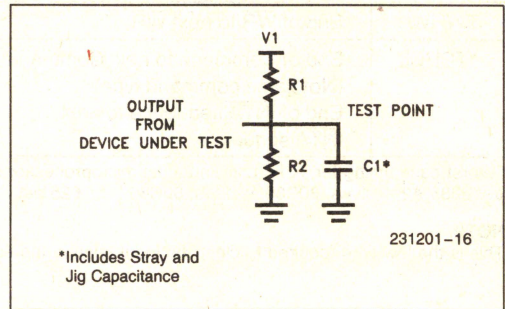 V1
R1
OUTPUT
FROM
DEVICE UNDER TEST
TEST POINT
R2
C1*
231201-16
*Includes Stray and
Jig Capacitance